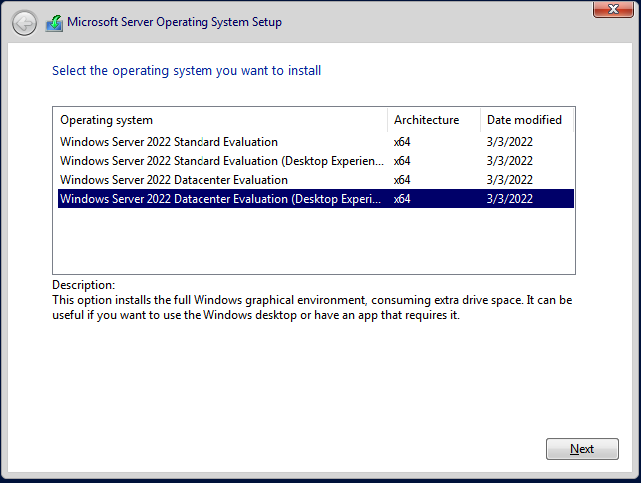 Microsoft Server Operating System Setup
Select the operating system you want to install
Operating system Architecture Date modified
Windows Server 2022 Standard Evaluation x64 3/3/2022
Windows Server 2022 Standard Evaluation (Desktop Experien... x64 3/3/2022
Windows Server 2022 Datacenter Evaluation x64 3/3/2022
Windows Server 2022 Datacenter Evaluation (Desktop Experi... x64 3/3/2022
Description:
This option installs the full Windows graphical environment, consuming extra drive space. It can be
useful if you want to use the Windows desktop or have an app that requires it.
Next